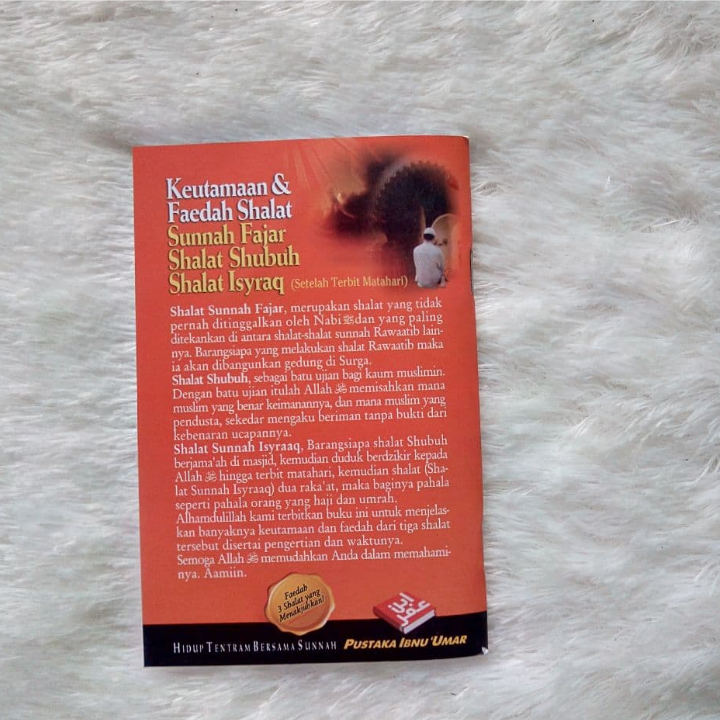 Keutamaan &
Faedah Shalat
Sunnah Fajar
Shalat Shubuh
Shalat Isyraq (Setelah Terbit Matahari)
Shalat Sunnah Fajar, merupakan shalat yang tidak
pernah ditinggalkan oleh Nabi ﷺ dan yang paling
ditekankan di antara shalat-shalat sunnah Rawaatib lain-
nya. Barangsiapa yang melakukan shalat Rawaatib maka
ia akan dibangunkan gedung di Surga.
Shalat Shubuh, sebagai batu ujian bagi kaum muslimin.
Dengan batu ujian itulah Allah memisahkan mana
muslim yang benar keimanannya, dan mana muslim yang
pendusta, sekedar mengaku beriman tanpa bukti dari
kebenaran ucapannya.
Shalat Sunnah Isyraaq, Barangsiapa shalat Shubuh
berjama'ah di masjid, kemudian duduk berdzikir kepada
Allah hingga terbit matahari, kemudian shalat (Sha-
lat Sunnah Isyraaq) dua raka'at, maka baginya pahala
seperti pahala orang yang haji dan umrah.
Alhamdulillah kami terbitkan buku ini untuk menjelas-
kan banyaknya keutamaan dan faedah dari tiga shalat
tersebut disertai pengertian dan waktunya.
Semoga Allah memudahkan Anda dalam memahami-
nya. Aamiin.
Faedah
3 Shalat yang
Menakjubkan!
ابن عمر
HIDUP TENTRAM BERSAMA SUNNAH PUSTAKA IBNU 'UMAR